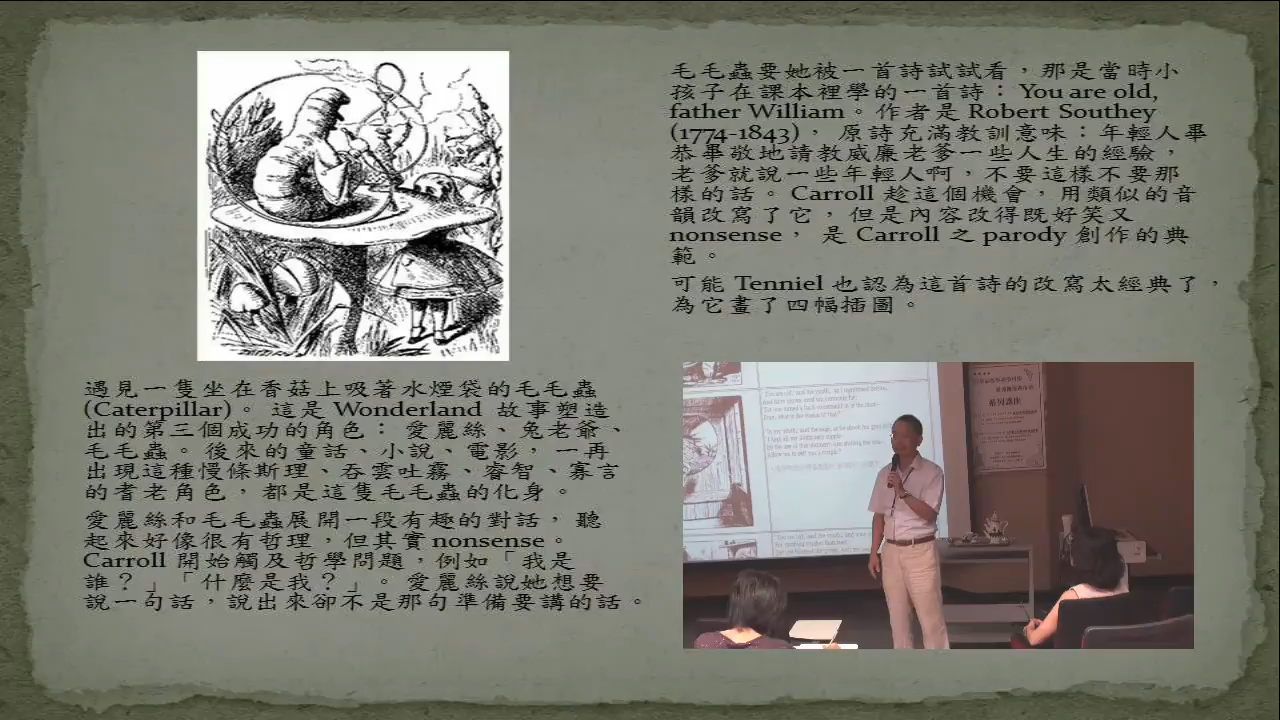 遇見一隻坐在香菇上吸著水煙袋的毛毛蟲
(Caterpillar)。 這是 Wonderland 故事塑造
出的第三個成功的角色： 愛麗絲、兔老爺、
毛毛蟲。後來的童話、小說、電影，一再
出現這種慢條斯理、吞雲吐霧、睿智、寡言
的耆老角色， 都是這隻毛毛蟲的化身。
愛麗絲和毛毛蟲展開一段有趣的對話， 聽
起來好像很有哲理，但其實 nonsense。
Carroll 開始觸及哲學問題，例如「我是
誰？」「什麼是我？」。 愛麗絲說她想要
說一句話，說出來卻不是那句準備要講的話。
毛毛蟲要她被一首詩試試看，那是當時小
孩子在課本裡學的一首詩： You are old,
father William。作者是 Robert Southey
(1774-1843)， 原詩充滿教訓意味：年輕人畢
恭畢敬地請教威廉老爹一些人生的經驗，
老爹就說一些年輕人啊，不要這樣不要那
樣的話。 Carroll 趁這個機會，用類似的音
韻改寫了它，但是內容改得既好笑又
nonsense， 是 Carroll 之 parody 創作的典
範。
可能 Tenniel 也認為這首詩的改寫太經典了，
為它畫了四幅插圖。
系列講座